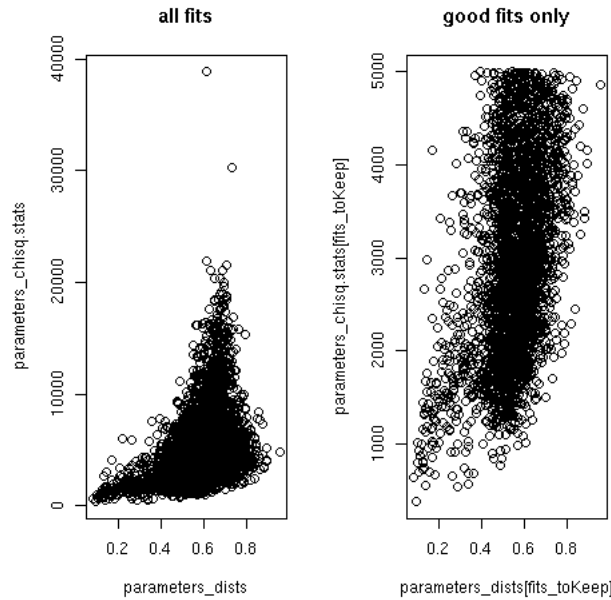 all fits
parameters_chisq.stats
40000
30000
20000
10000
0
0.2 0.4 0.6 0.8
parameters_dists
good fits only
parameters_chisq.stats[fits_toKeep]
5000
4000
3000
2000
1000
0.2 0.4 0.6 0.8
parameters_dists[fits_toKeep]